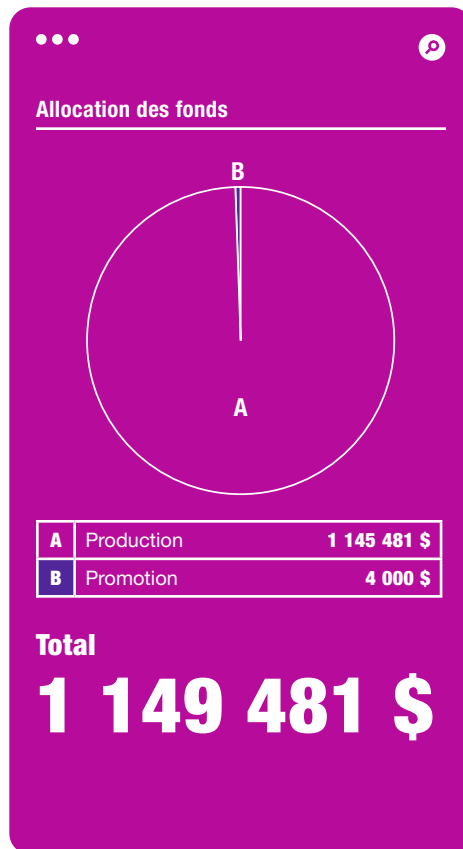 Allocation des fonds
B
A
A Production 1 145 481 $
B Promotion 4 000 $
Total
1 149 481 $